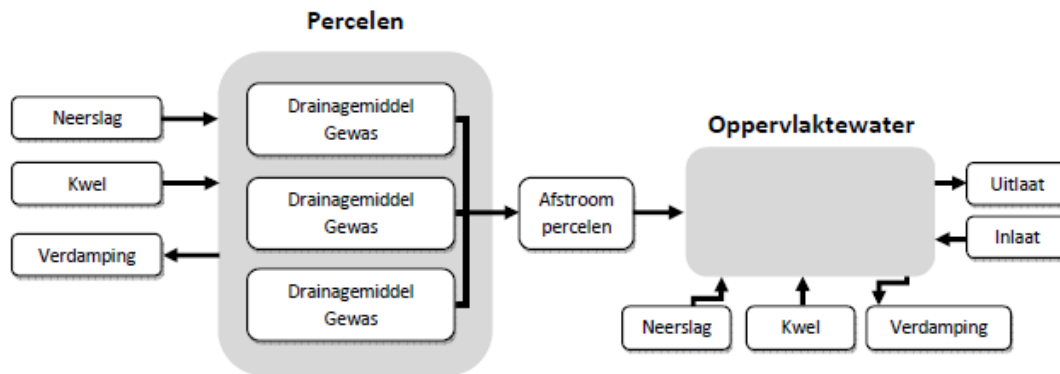 Percelen
Neerslag
Kwel
Verdamping
Drainagemiddel
Gewas
Drainagemiddel
Gewas
Drainagemiddel
Gewas
Afstroom
percelen
Oppervlaktewater
Uitlaat
Inlaat
Neerslag
Kwel
Verdamping